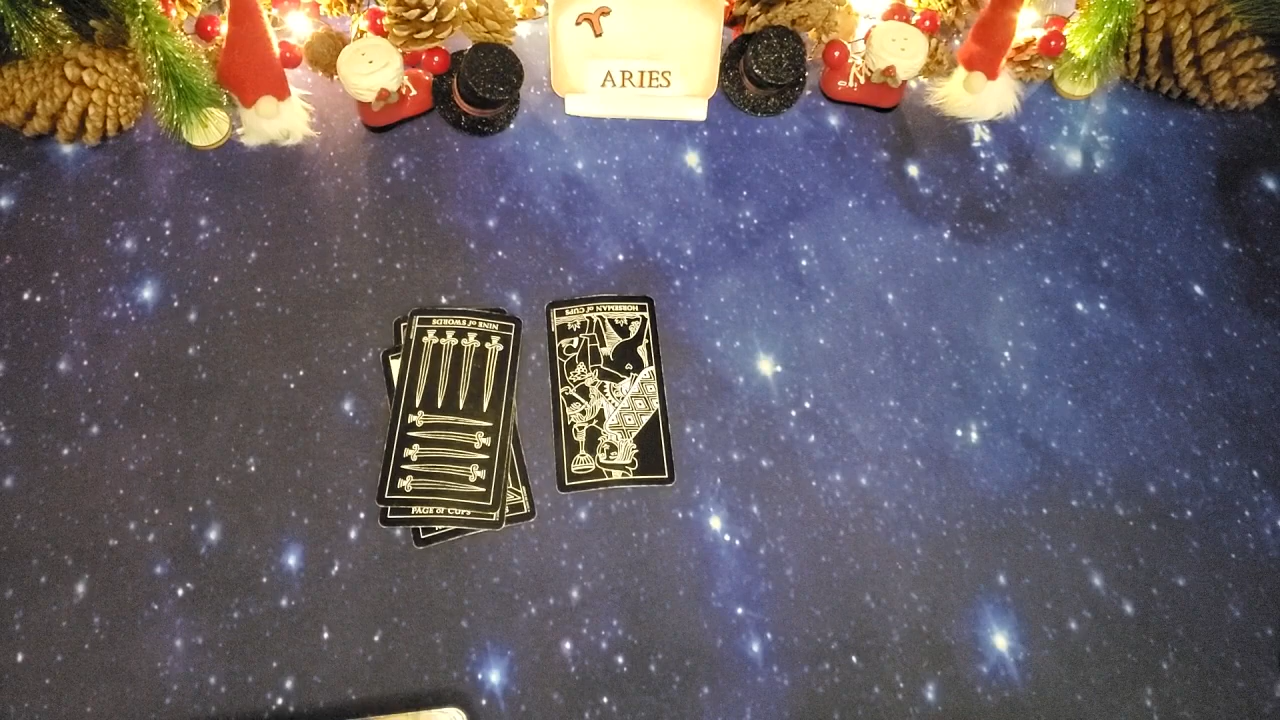 ARIES
NINE of SWORDS
HORSEMAN of CUPS
PAGE of CUPS